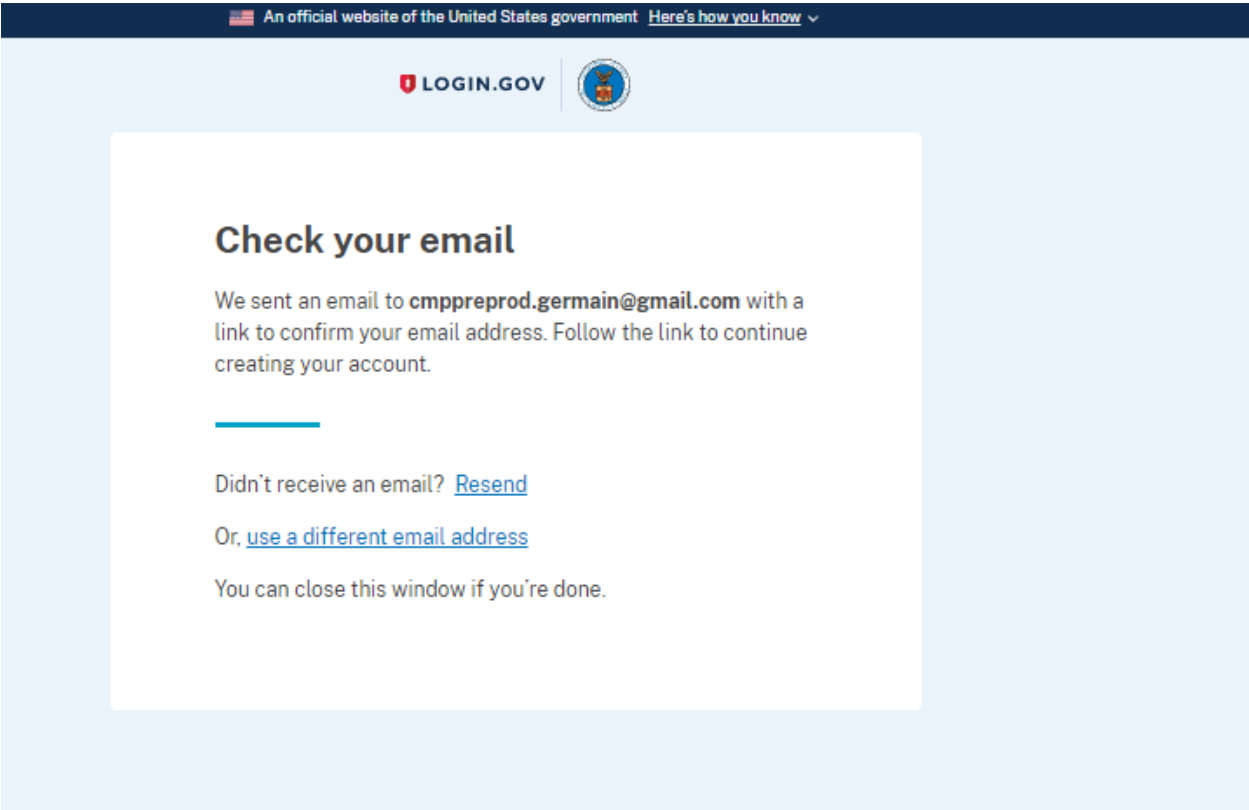 An official website of the United States government Here's how you know
LOGIN.GOV
Check your email
We sent an email to cmppreprod.germain@gmail.com with a
link to confirm your email address. Follow the link to continue
creating your account.
Didn't receive an email? Resend
Or, use a different email address
You can close this window if you're done.